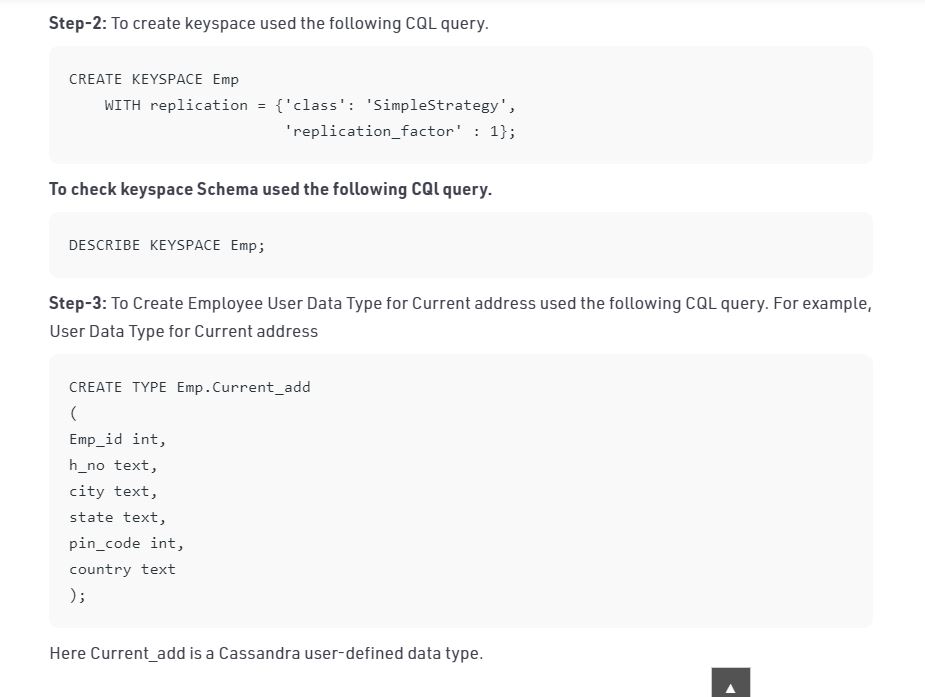 Step-2: To create keyspace used the following CQL query.
CREATE KEYSPACE Emp
WITH replication = {'class': 'SimpleStrategy',
'replication_factor' : 1};
To check keyspace Schema used the following CQl query.
DESCRIBE KEYSPACE Emp;
Step-3: To Create Employee User Data Type for Current address used the following CQL query. For example,
User Data Type for Current address
CREATE TYPE Emp.Current_add
(
Emp_id int,
h_no text,
city text,
state text,
pin_code int,
country text
);
Here Current_add is a Cassandra user-defined data type.